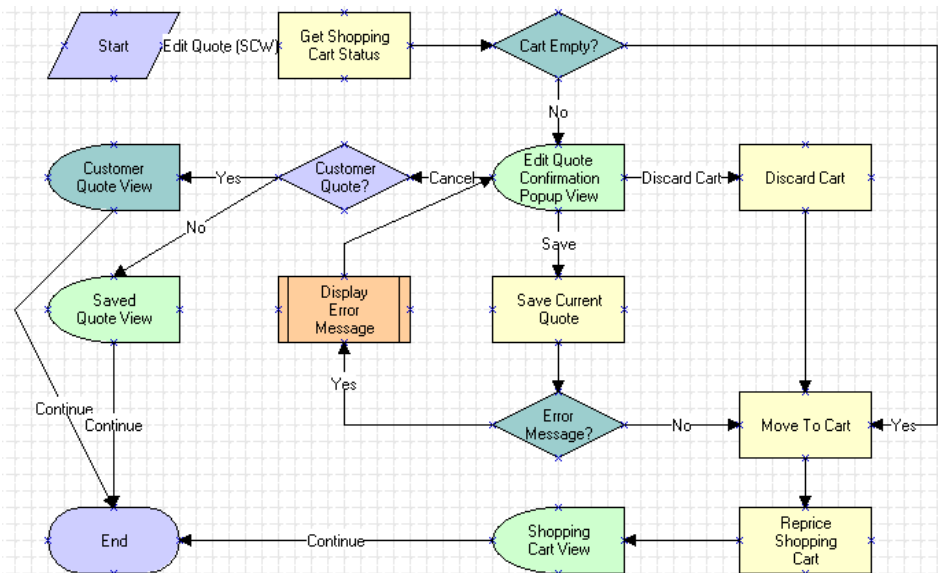 Start
Edit Quote (SCW)
Get Shopping
Cart Status
Cart Empty?
No
Customer
Quote View
Yes
Customer
Quote?
Cancel
Edit Quote
Confirmation
Popup View
Discard Cart
Discard Cart
No
Save
Saved
Quote View
Display
Error
Message
Save Current
Quote
Yes
Continue
Continue
Error
Message?
No
Move To Cart
Yes
End
Continue
Shopping
Cart View
Reprice
Shopping
Cart